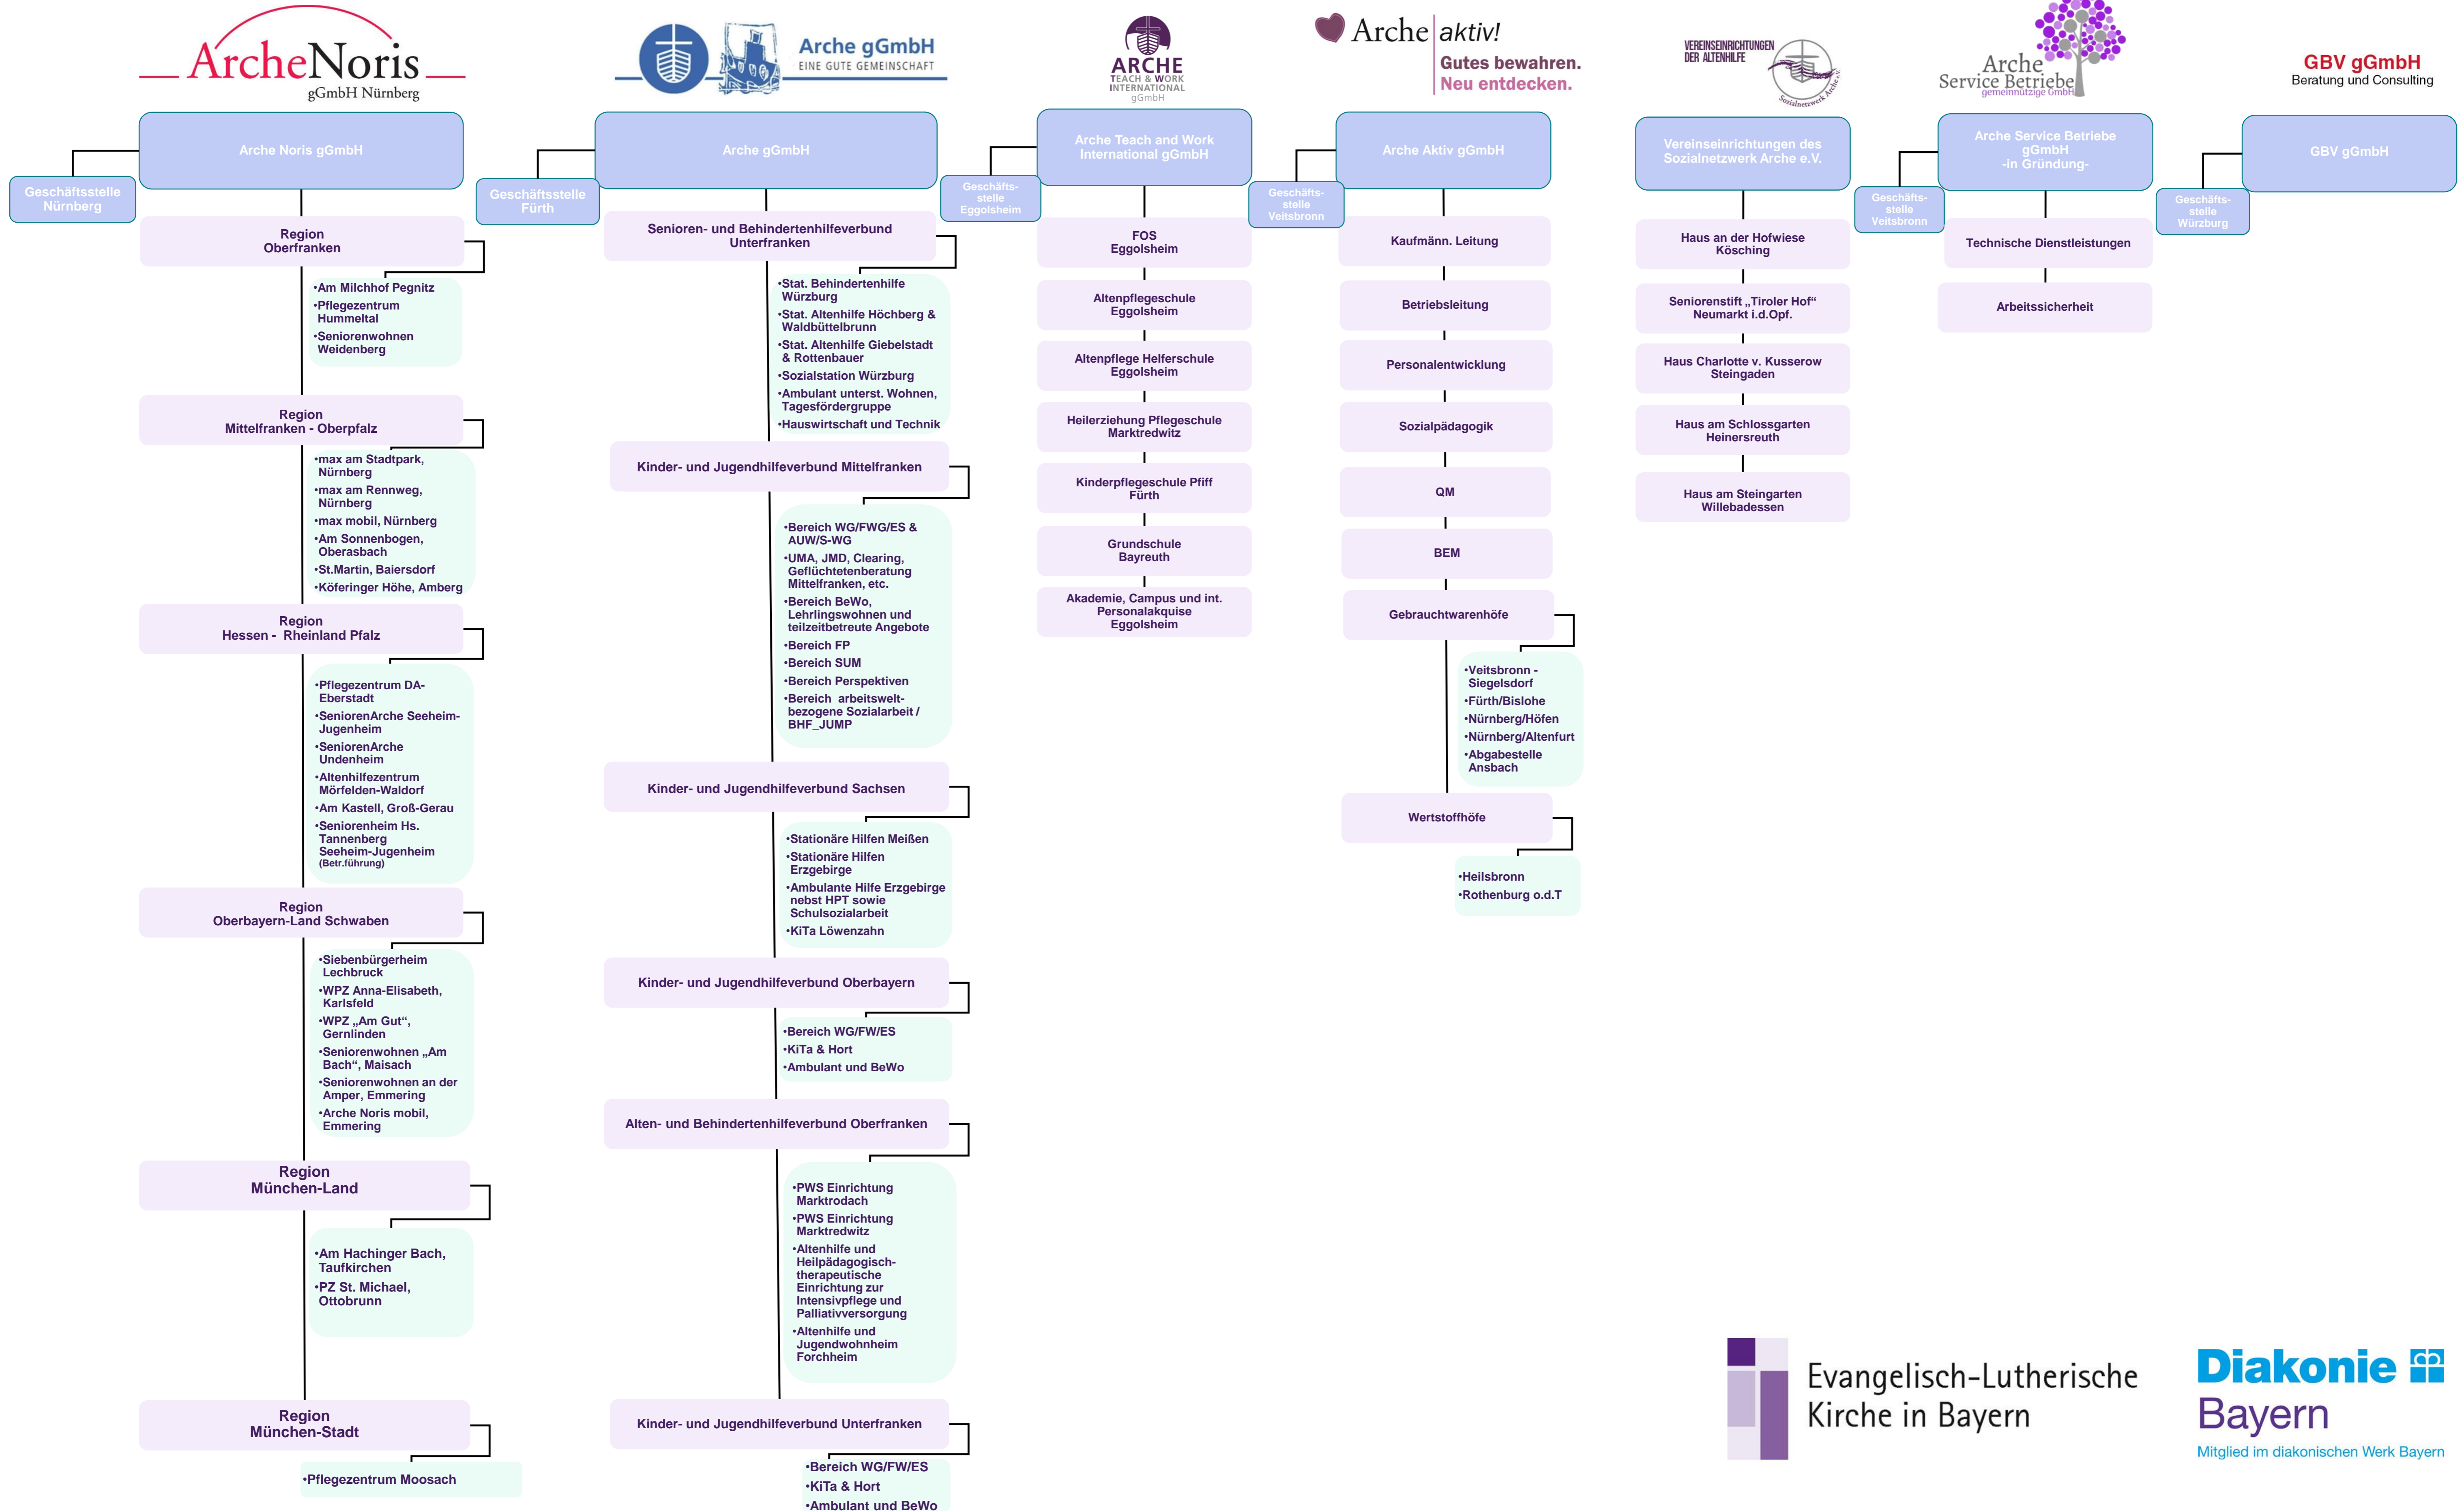 ArcheNoris
gGmbH Nürnberg
Arche gGmbH
EINE GUTE GEMEINSCHAFT
ARCHE
TEACH & WORK
INTERNATIONAL
gGmbH
Arche aktiv!
Gutes bewahren.
Neu entdecken.
VEREINSEINRICHTUNGEN
DER ALTENHILFE
Sozialnetzwerk Arche e.V.
Arche
Service Betriebe
gemeinnützige GmbH
GBV gGmbH
Beratung und Consulting
Arche Noris gGmbH
Geschäftsstelle
Nürnberg
Region
Oberfranken
•Am Milchhof Pegnitz
•Pflegezentrum
Hummeltal
•Seniorenwohnen
Weidenberg
Region
Mittelfranken - Oberpfalz
•max am Stadtpark,
Nürnberg
•max am Rennweg,
Nürnberg
•max mobil, Nürnberg
•Am Sonnenbogen,
Oberasbach
•St.Martin, Baiersdorf
•Köferinger Höhe, Amberg
Region
Hessen - Rheinland Pfalz
•Pflegezentrum DA-
Eberstadt
•SeniorenArche Seeheim-
Jugenheim
•SeniorenArche
Undenheim
•Altenhilfezentrum
Mörfelden-Waldorf
•Am Kastell, Groß-Gerau
•Seniorenheim Hs.
Tannenberg
Seeheim-Jugenheim
(Betr.führung)
Region
Oberbayern-Land Schwaben
•Siebenbürgerheim
Lechbruck
•WPZ Anna-Elisabeth,
Karlsfeld
•WPZ „Am Gut“,
Gernlinden
•Seniorenwohnen „Am
Bach“, Maisach
•Seniorenwohnen an der
Amper, Emmering
•Arche Noris mobil,
Emmering
Region
München-Land
•Am Hachinger Bach,
Taufkirchen
•PZ St. Michael,
Ottobrunn
Region
München-Stadt
•Pflegezentrum Moosach
Arche gGmbH
Geschäftsstelle
Fürth
Senioren- und Behindertenhilfeverbund
Unterfranken
•Stat. Behindertenhilfe
Würzburg
•Stat. Altenhilfe Höchberg &
Waldbüttelbrunn
•Stat. Altenhilfe Giebelstadt
& Rottenbauer
•Sozialstation Würzburg
•Ambulant unterst. Wohnen,
Tagesfördergruppe
•Hauswirtschaft und Technik
Kinder- und Jugendhilfeverbund Mittelfranken
•Bereich WG/FWG/ES &
AUW/S-WG
•UMA, JMD, Clearing,
Geflüchtetenberatung
Mittelfranken, etc.
•Bereich BeWo,
Lehrlingswohnen und
teilzeitbetreute Angebote
•Bereich FP
•Bereich SUM
•Bereich Perspektiven
•Bereich arbeitswelt-
bezogene Sozialarbeit /
BHF_JUMP
Kinder- und Jugendhilfeverbund Sachsen
•Stationäre Hilfen Meißen
•Stationäre Hilfen
Erzgebirge
•Ambulante Hilfe Erzgebirge
nebst HPT sowie
Schulsozialarbeit
•KiTa Löwenzahn
Kinder- und Jugendhilfeverbund Oberbayern
•Bereich WG/FW/ES
•KiTa & Hort
•Ambulant und BeWo
Alten- und Behindertenhilfeverbund Oberfranken
•PWS Einrichtung
Marktrodach
•PWS Einrichtung
Marktredwitz
•Altenhilfe und
Heilpädagogisch-
therapeutische
Einrichtung zur
Intensivpflege und
Palliativversorgung
•Altenhilfe und
Jugendwohnheim
Forchheim
Kinder- und Jugendhilfeverbund Unterfranken
•Bereich WG/FW/ES
•KiTa & Hort
•Ambulant und BeWo
Arche Teach and Work
International gGmbH
Geschäfts-
stelle
Eggolsheim
FOS
Eggolsheim
Altenpflegeschule
Eggolsheim
Altenpflege Helferschule
Eggolsheim
Heilerziehung Pflegeschule
Marktredwitz
Kinderpflegeschule Pfiff
Fürth
Grundschule
Bayreuth
Akademie, Campus und int.
Personalakquise
Eggolsheim
Arche Aktiv gGmbH
Geschäfts-
stelle
Veitsbronn
Kaufmänn. Leitung
Betriebsleitung
Personalentwicklung
Sozialpädagogik
QM
BEM
Gebrauchtwarenhöfe
•Veitsbronn -
Siegelsdorf
•Fürth/Bislohe
•Nürnberg/Höfen
•Nürnberg/Altenfurt
•Abgabestelle
Ansbach
Wertstoffhöfe
•Heilsbronn
•Rothenburg o.d.T
Vereinseinrichtungen des
Sozialnetzwerk Arche e.V.
Haus an der Hofwiese
Kösching
Seniorenstift „Tiroler Hof“
Neumarkt i.d.Opf.
Haus Charlotte v. Kusserow
Steingaden
Haus am Schlossgarten
Heinersreuth
Haus am Steingarten
Willebadessen
Arche Service Betriebe
gGmbH
-in Gründung-
Geschäfts-
stelle
Veitsbronn
Technische Dienstleistungen
Arbeitssicherheit
GBV gGmbH
Geschäfts-
stelle
Würzburg
Evangelisch-Lutherische
Kirche in Bayern
Diakonie
Bayern
Mitglied im diakonischen Werk Bayern